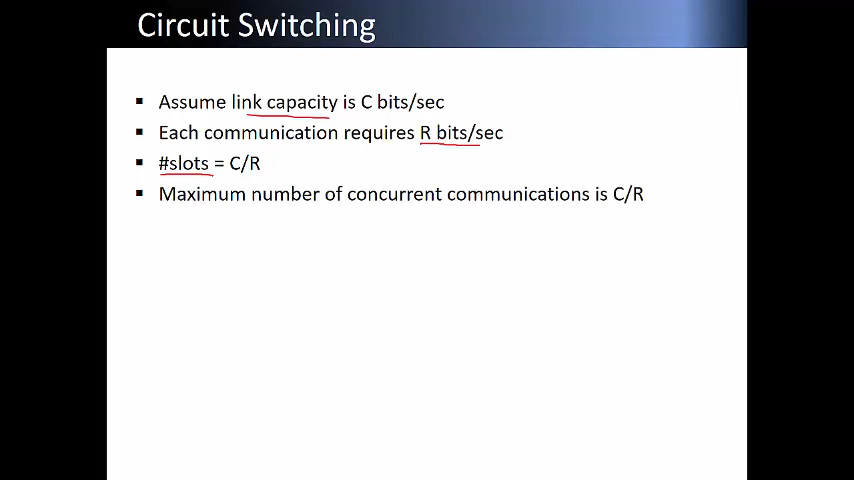 Circuit Switching
▪ Assume link capacity is C bits/sec
▪ Each communication requires R bits/sec
▪ #slots = C/R
▪ Maximum number of concurrent communications is C/R